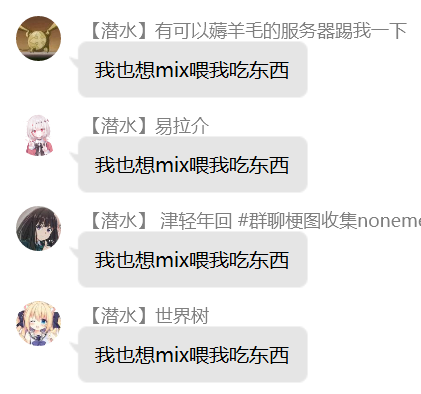 【潜水】有可以薅羊毛的服务器踢我一下
我也想mix喂我吃东西
【潜水】易拉介
我也想mix喂我吃东西
【潜水】 津轻年回 #群聊梗图收集noneme
我也想mix喂我吃东西
【潜水】世界树
我也想mix喂我吃东西